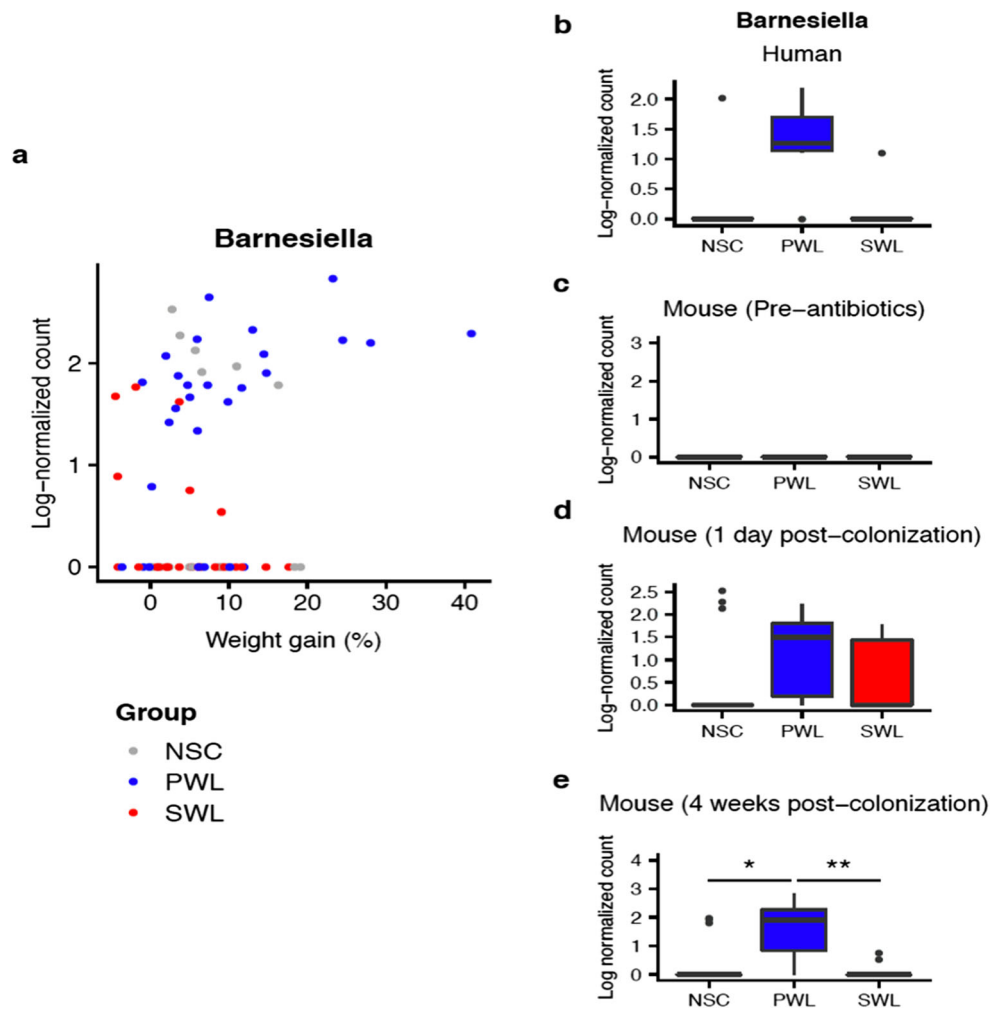 a
Barnesiella
Log-normalized count
2
1
0
0 10 20 30 40
Weight gain (%)
Group
NSC
PWL
SWL
b
Barnesiella
Human
Log-normalized count
2.0
1.5
1.0
0.5
0.0
NSC PWL SWL
c
Mouse (Pre-antibiotics)
Log-normalized count
3
2
1
0
NSC PWL SWL
d
Mouse (1 day post-colonization)
Log-normalized count
2.5
2.0
1.5
1.0
0.5
0.0
NSC PWL SWL
e
Mouse (4 weeks post-colonization)
Log normalized count
4
3
2
1
0
* **
NSC PWL SWL